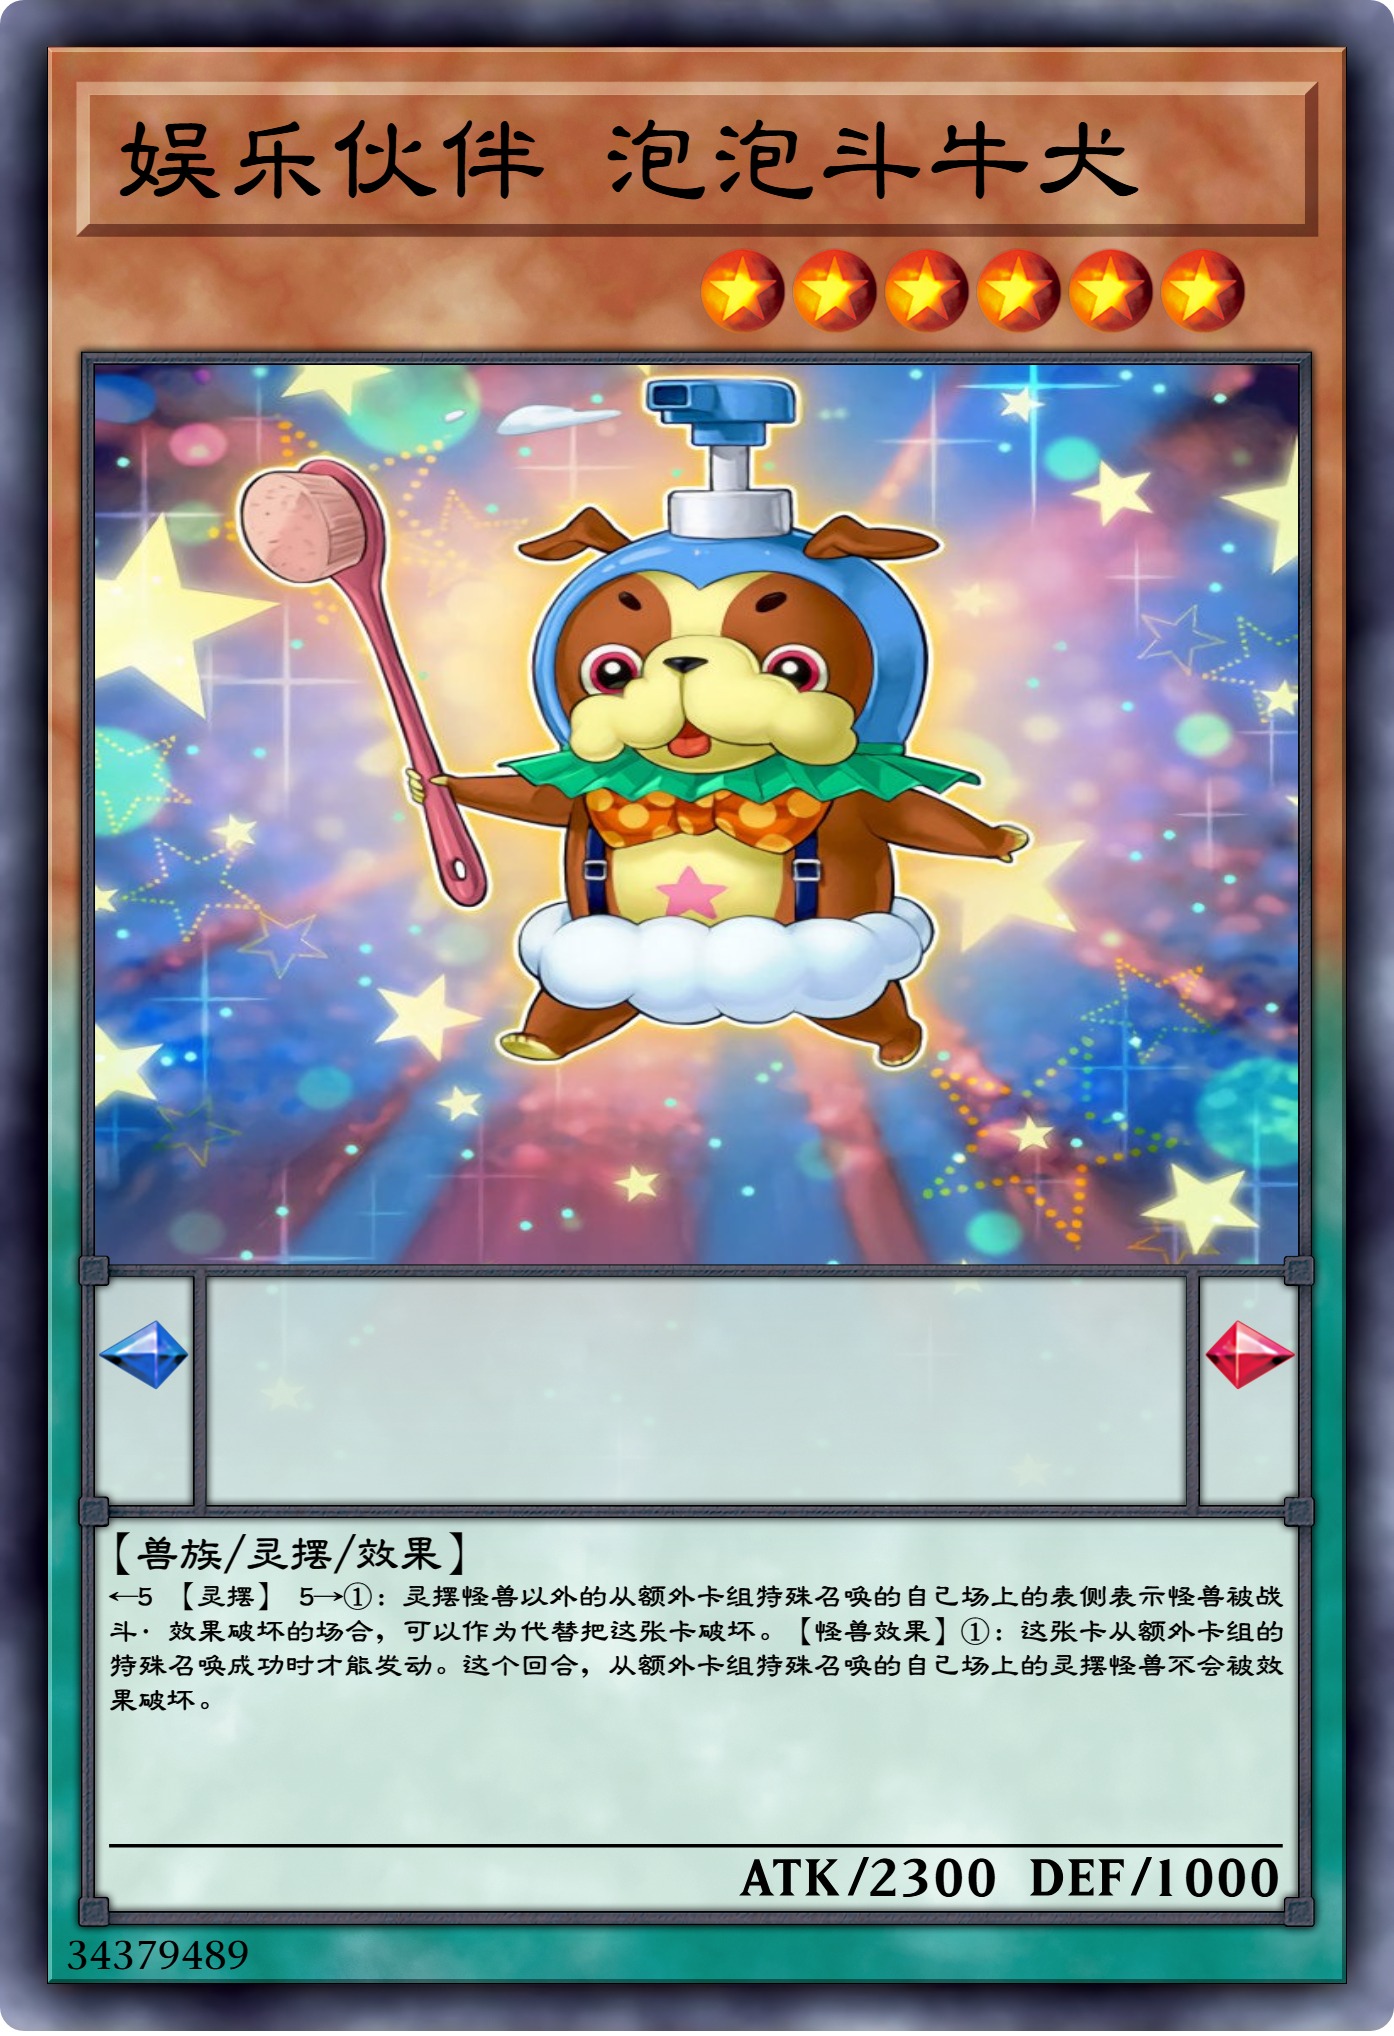 娱乐伙伴 泡泡斗牛犬
【兽族/灵摆/效果】
←5 【灵摆】 5→①：灵摆怪兽以外的从额外卡组特殊召唤的自己场上的表侧表示怪兽被战
斗·效果破坏的场合，可以作为代替把这张卡破坏。【怪兽效果】①：这张卡从额外卡组的
特殊召唤成功时才能发动。这个回合，从额外卡组特殊召唤的自己场上的灵摆怪兽不会被效
果破坏。
ATK/2300 DEF/1000
34379489